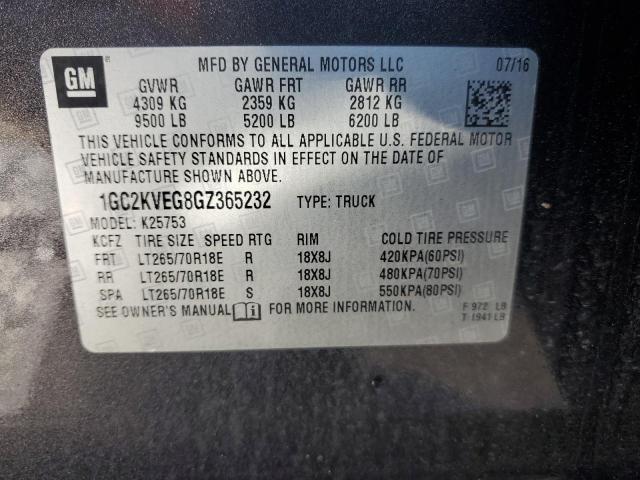 GM
MFD BY GENERAL MOTORS LLC 07/16
GVWR GAWR FRT GAWR RR
4309 KG 2359 KG 2812 KG
9500 LB 5200 LB 6200 LB
THIS VEHICLE CONFORMS TO ALL APPLICABLE U.S. FEDERAL MOTOR
VEHICLE SAFETY STANDARDS IN EFFECT ON THE DATE OF
MANUFACTURE SHOWN ABOVE.
1GC2KVEG8GZ365232 TYPE: TRUCK
MODEL: K25753
KCFZ TIRE SIZE SPEED RTG RIM COLD TIRE PRESSURE
FRT LT265/70R18E R 18X8J 420KPA(60PSI)
RR LT265/70R18E R 18X8J 480KPA(70PSI)
SPA LT265/70R18E S 18X8J 550KPA(80PSI)
SEE OWNER'S MANUAL FOR MORE INFORMATION.
F 972 LB
T 1941 LB